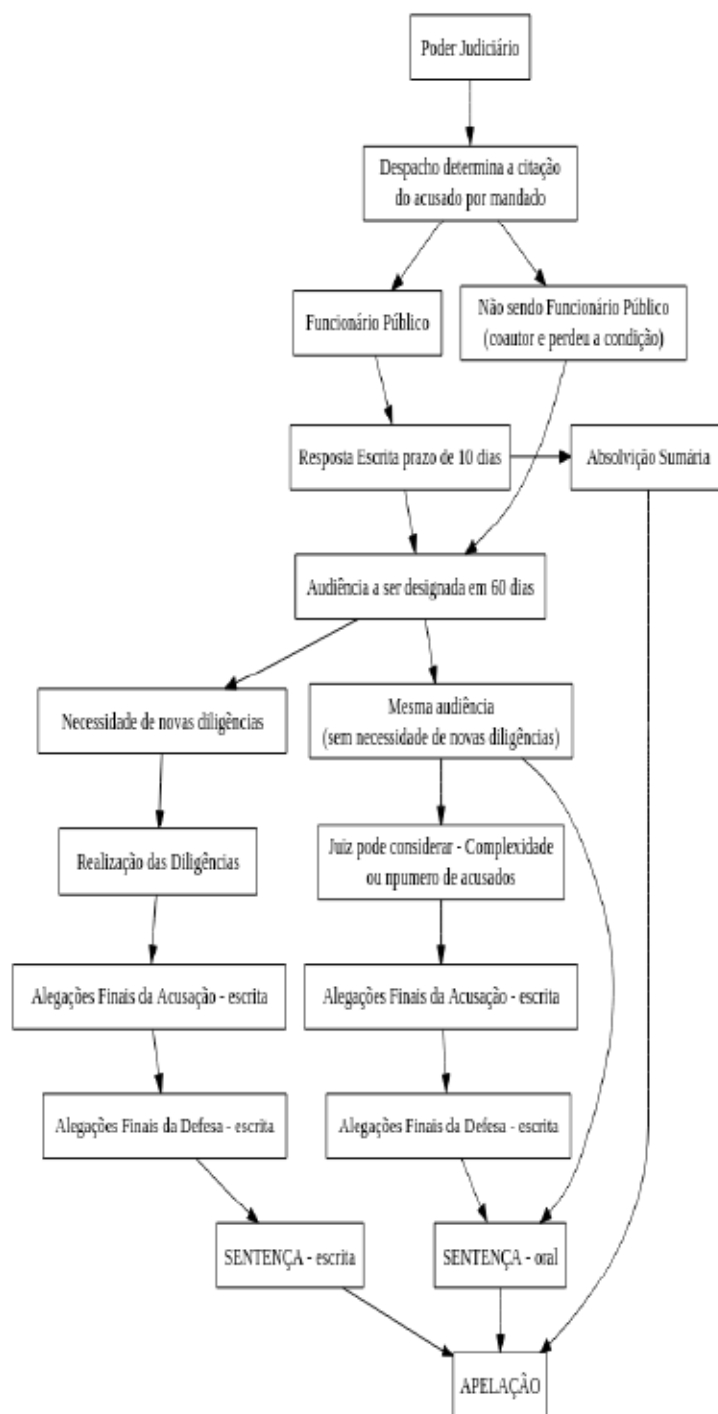 Poder Judiciário
Despacho determina a citação
do acusado por mandado
Funcionário Público
Não sendo Funcionário Público
(coautor e perdeu a condição)
Resposta Escrita prazo de 10 dias
Absolvição Sumária
Audiência a ser designada em 60 dias
Necessidade de novas diligências
Mesma audiência
(sem necessidade de novas diligências)
Realização das Diligências
Juiz pode considerar - Complexidade
ou npumero de acusados
Alegações Finais da Acusação - escrita
Alegações Finais da Acusação - escrita
Alegações Finais da Defesa - escrita
Alegações Finais da Defesa - escrita
SENTENÇA - escrita
SENTENÇA - oral
APELAÇÃO